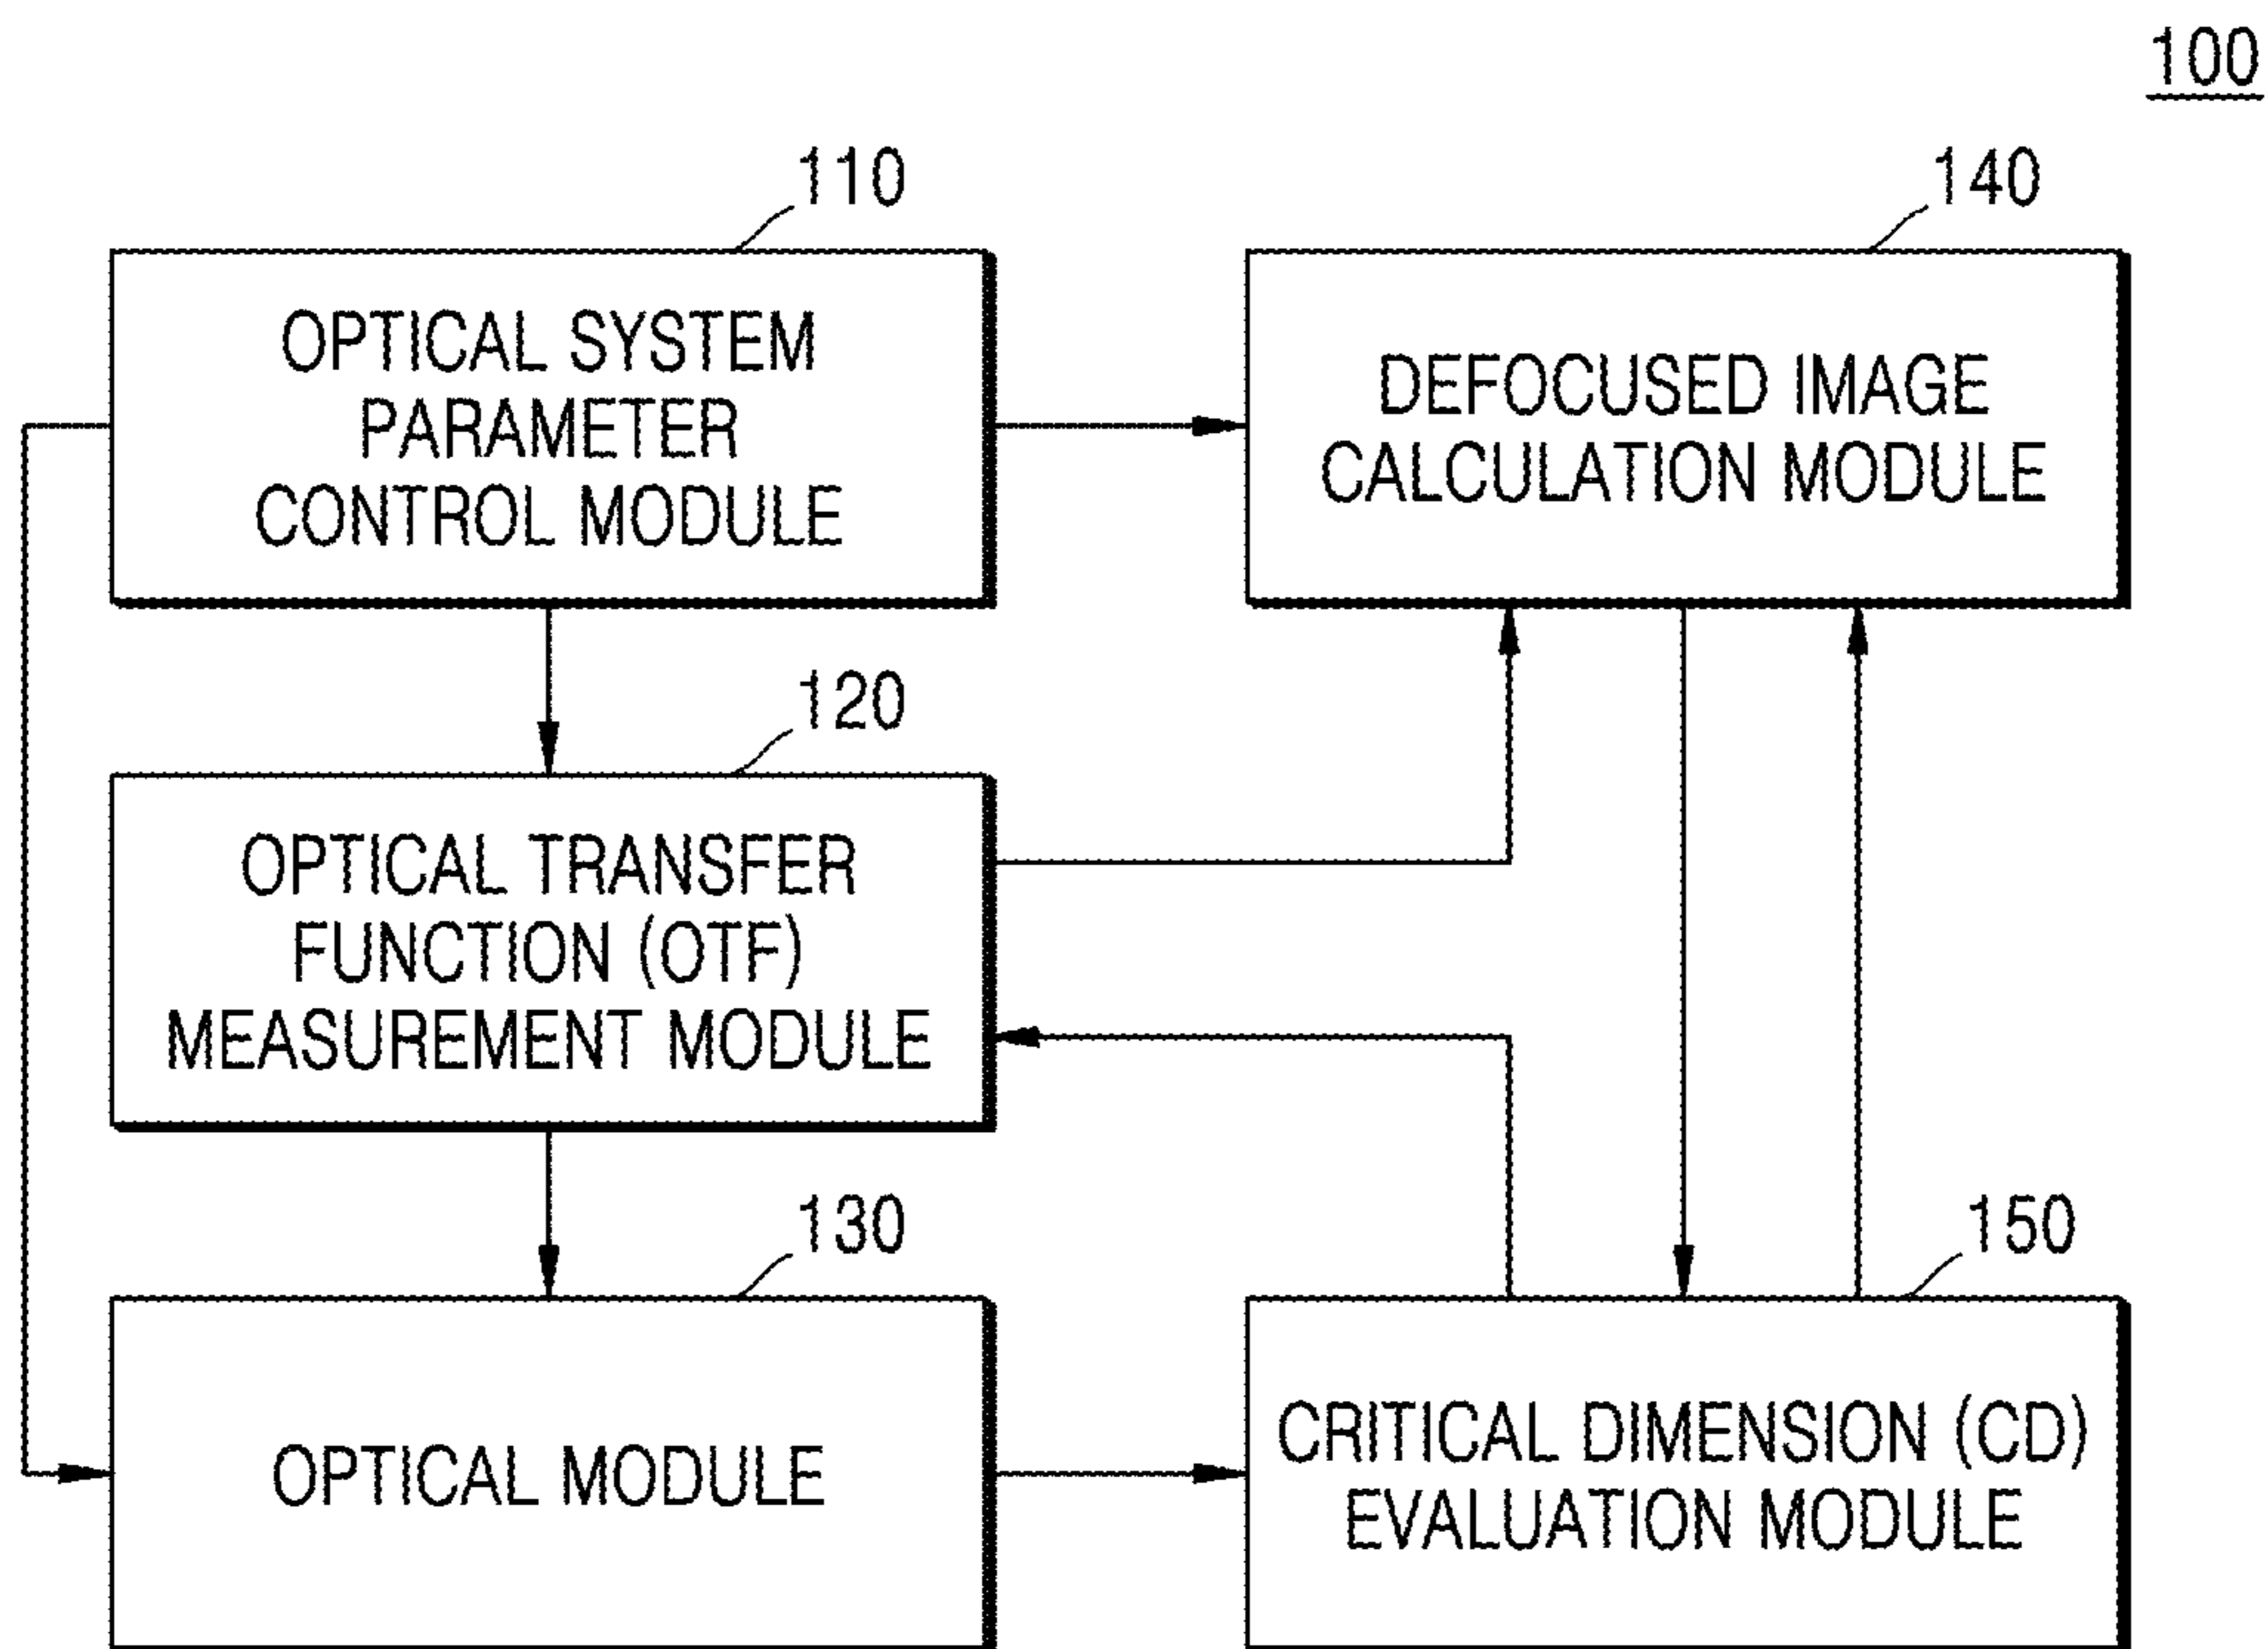 100
110
OPTICAL SYSTEM
PARAMETER
CONTROL MODULE
140
DEFOCUSED IMAGE
CALCULATION MODULE
120
OPTICAL TRANSFER
FUNCTION (OTF)
MEASUREMENT MODULE
130
OPTICAL MODULE
150
CRITICAL DIMENSION (CD)
EVALUATION MODULE